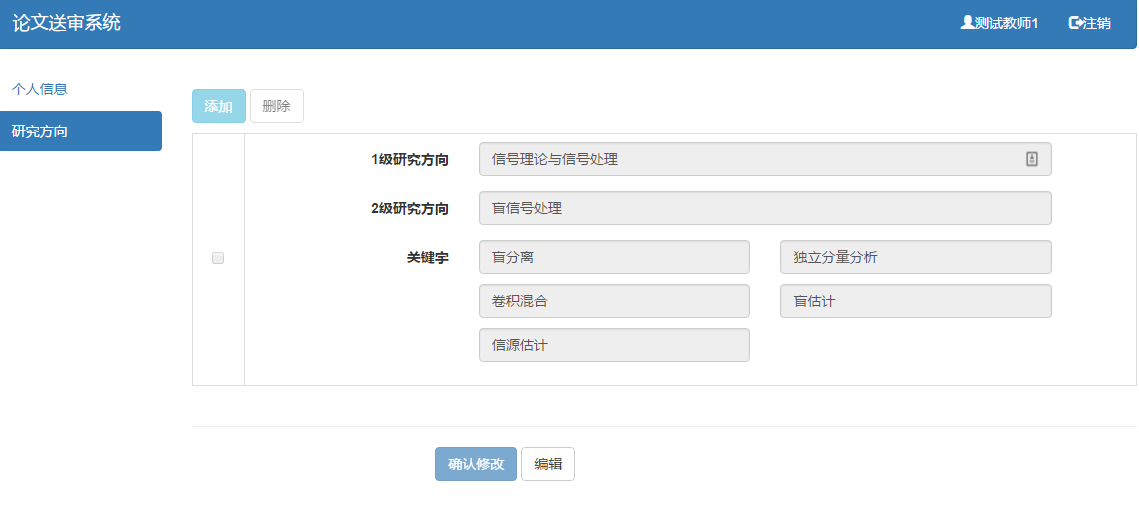 论文送审系统
测试教师1
注销
个人信息
研究方向
添加
删除
1级研究方向
信号理论与信号处理
2级研究方向
盲信号处理
关键字
盲分离
独立分量分析
卷积混合
盲估计
信源估计
确认修改
编辑